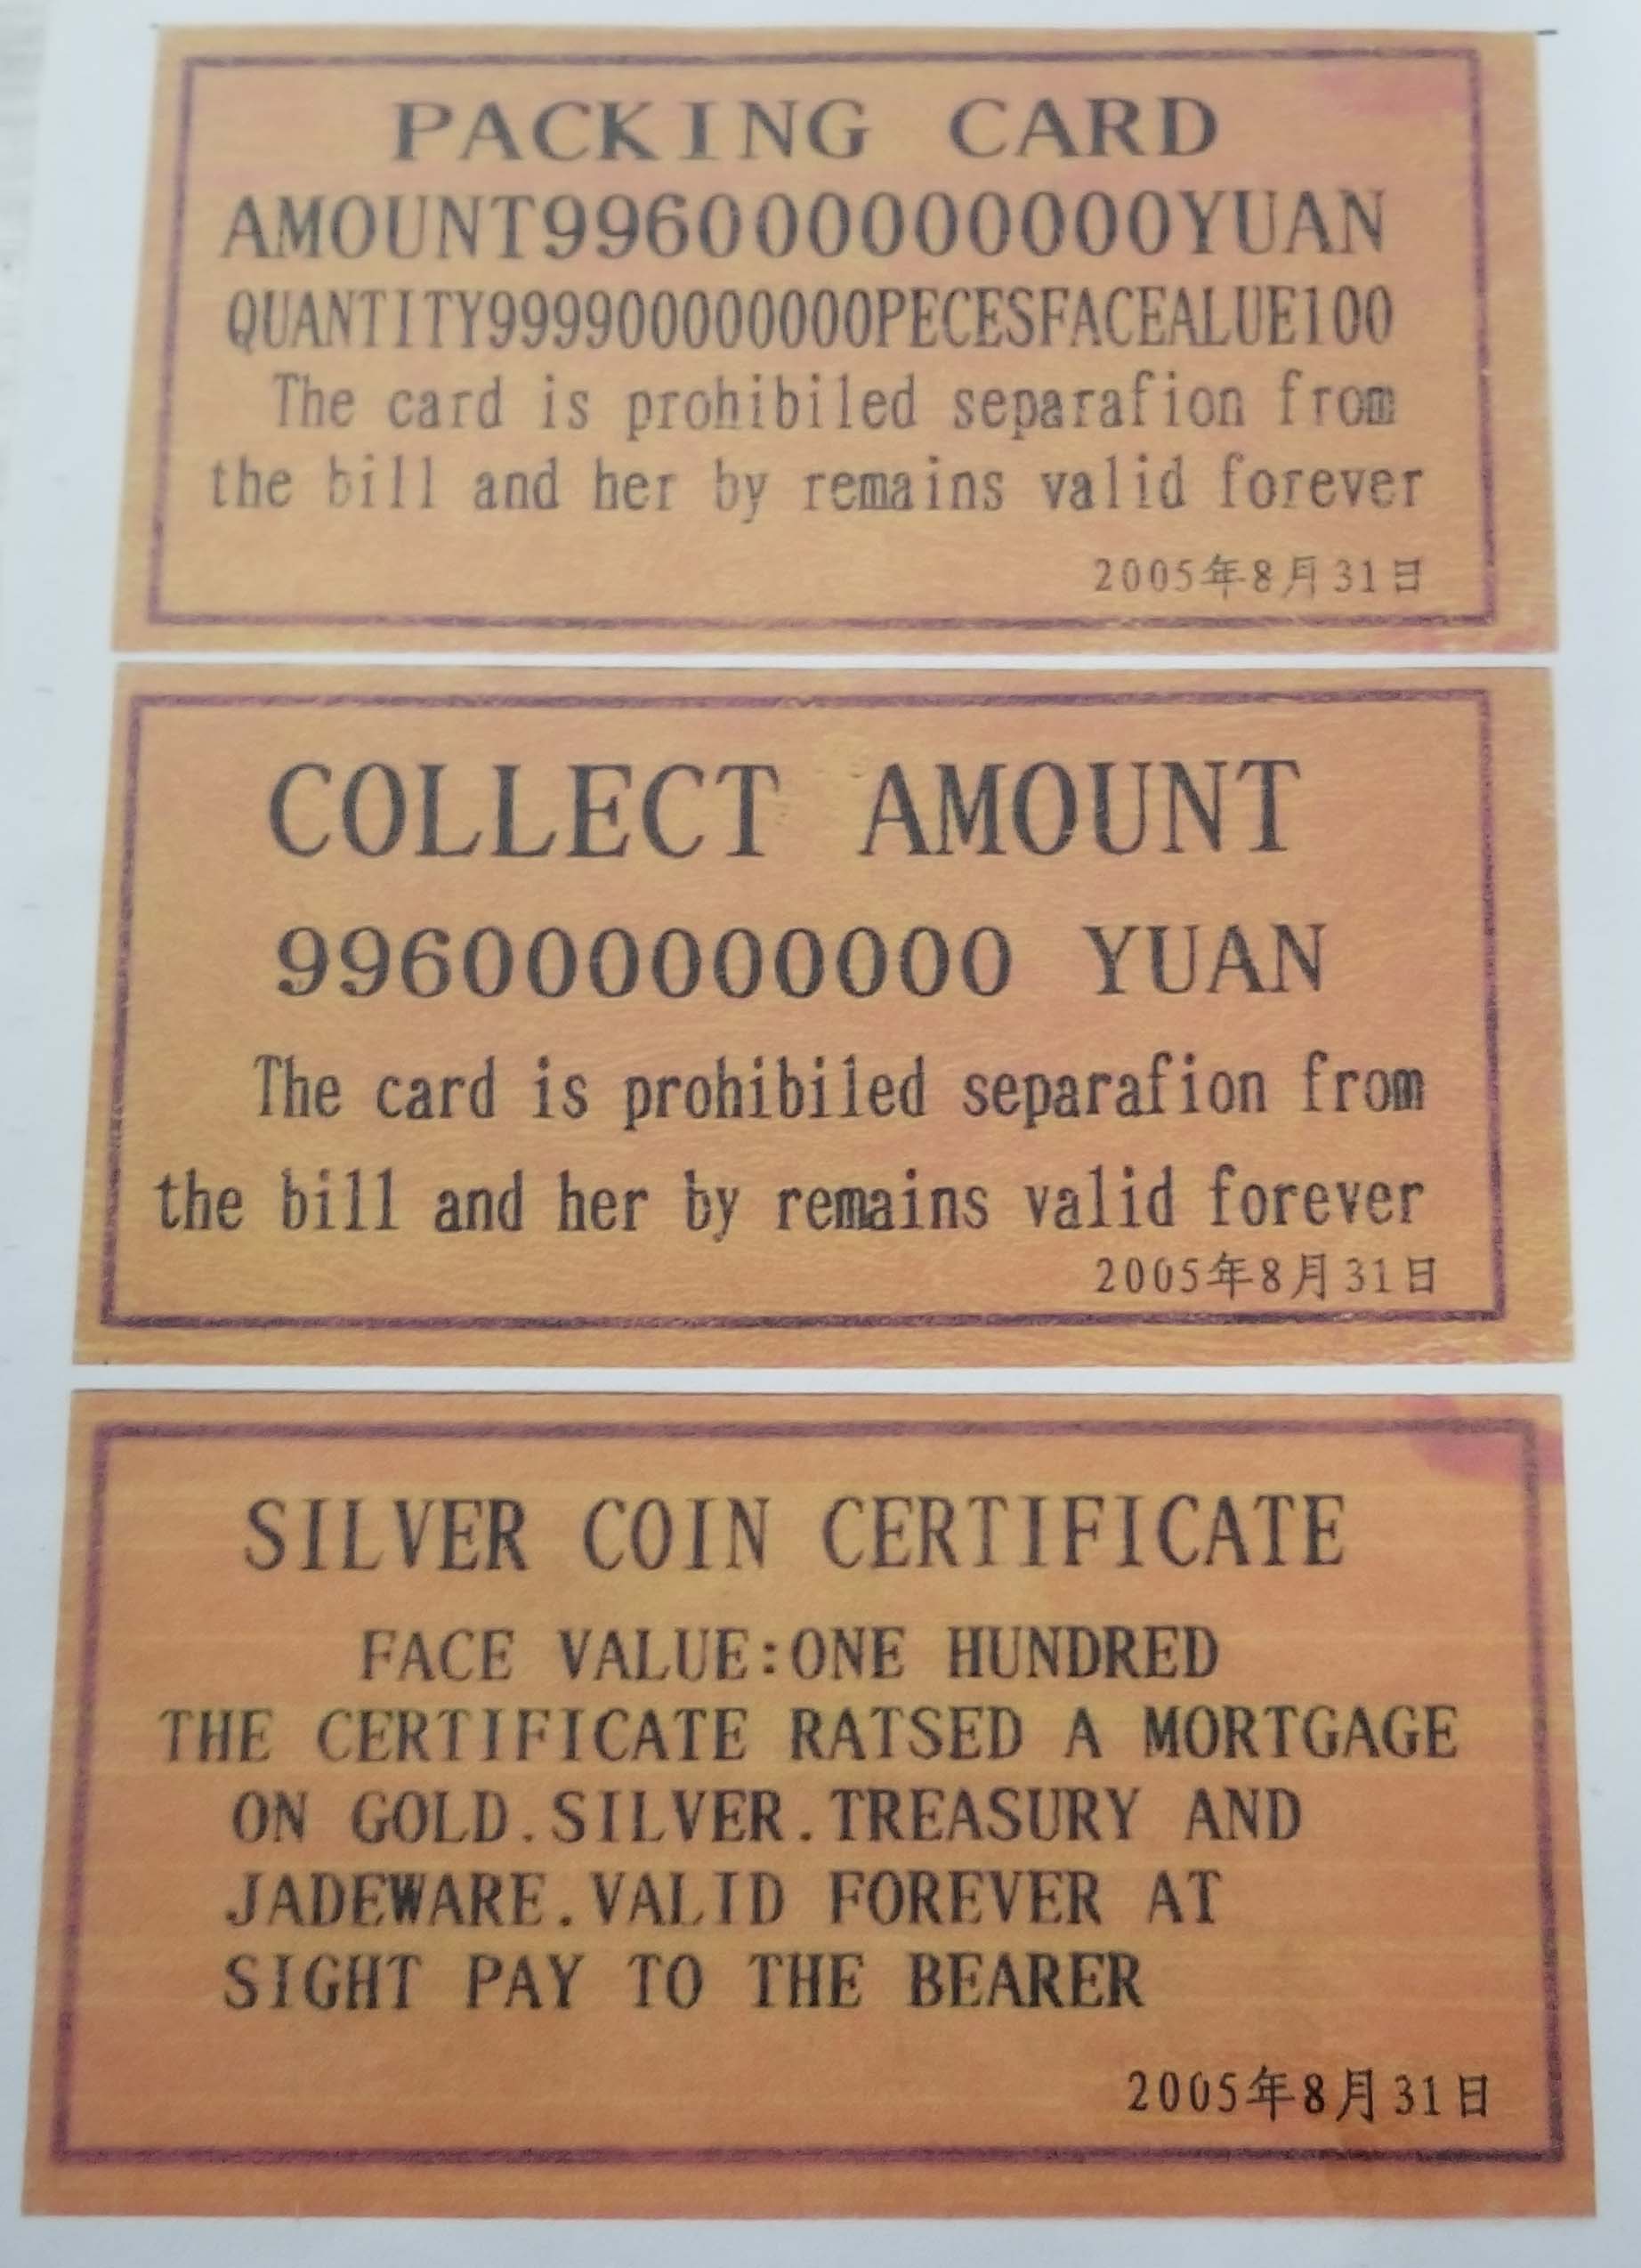 PACKING CARD
AMOUNT996000000000YUAN
QUANTITY999900000000PECESFACEALUE100
The card is prohibiled separafion from
the bill and her by remains valid forever
2005年8月31日
COLLECT AMOUNT
996000000000 YUAN
The card is prohibiled separafion from
the bill and her by remains valid forever
2005年8月31日
SILVER COIN CERTIFICATE
FACE VALUE:ONE HUNDRED
THE CERTIFICATE RATSED A MORTGAGE
ON GOLD.SILVER.TREASURY AND
JADEWARE.VALID FOREVER AT
SIGHT PAY TO THE BEARER
2005年8月31日